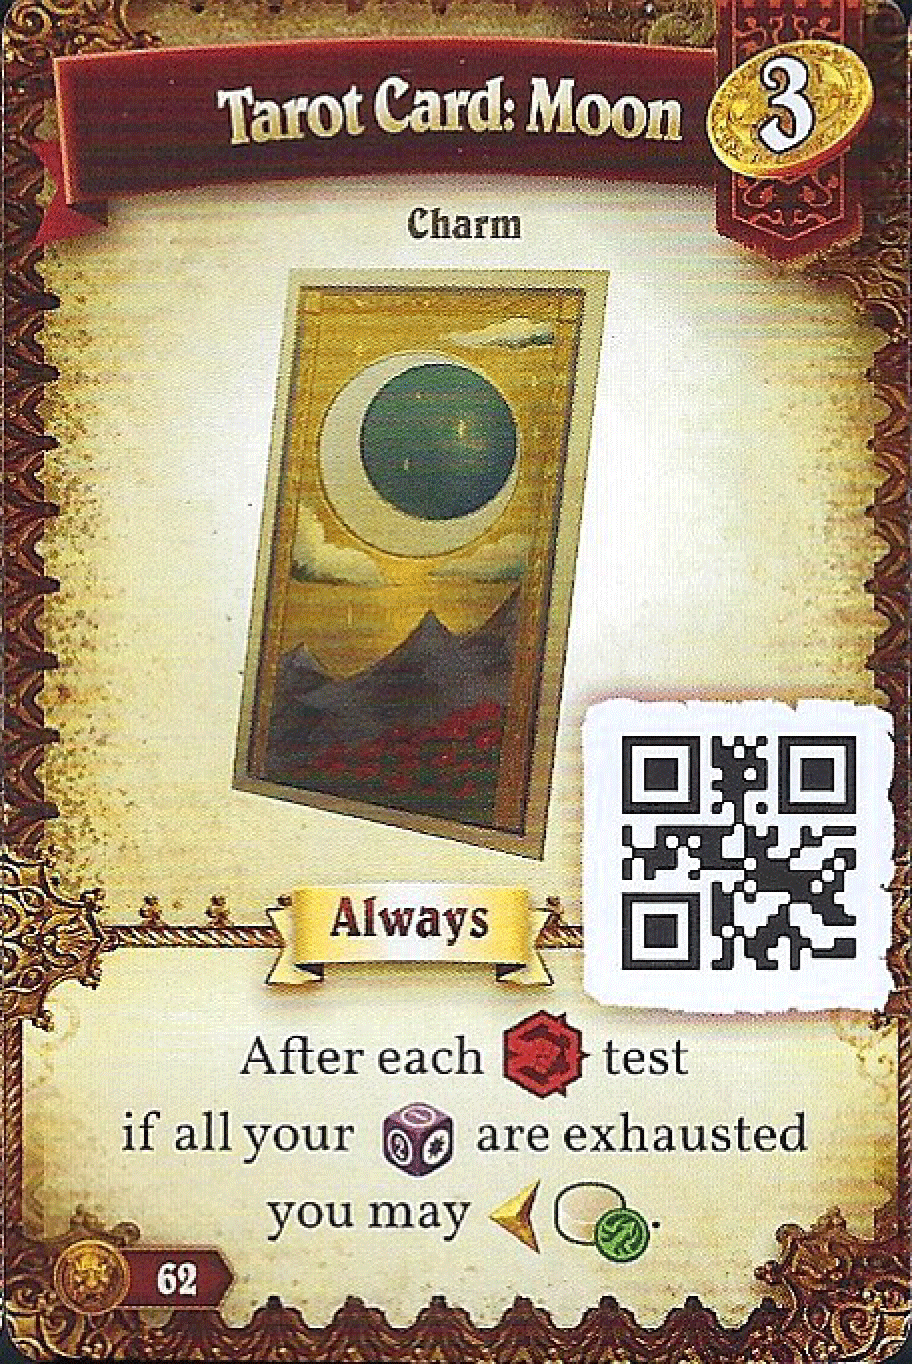 Tarot Card: Moon
3
Charm
Always
After each test
if all your are exhausted
you may .
62